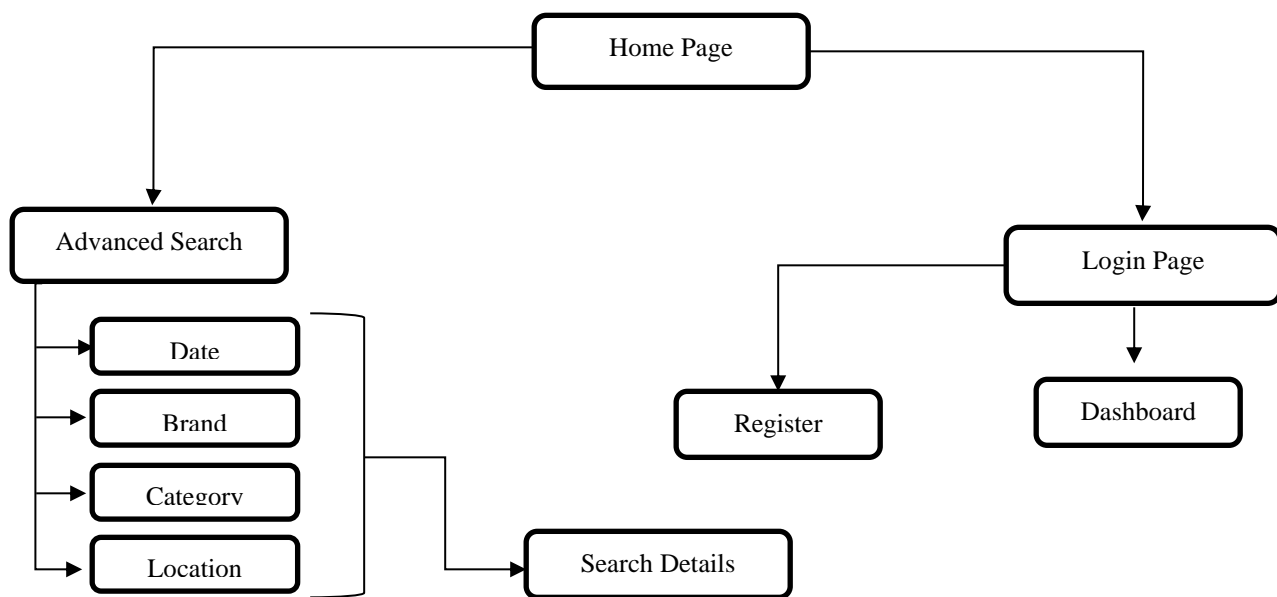 Home Page
Advanced Search
Login Page
Date
Brand
Category
Location
Register
Dashboard
Search Details